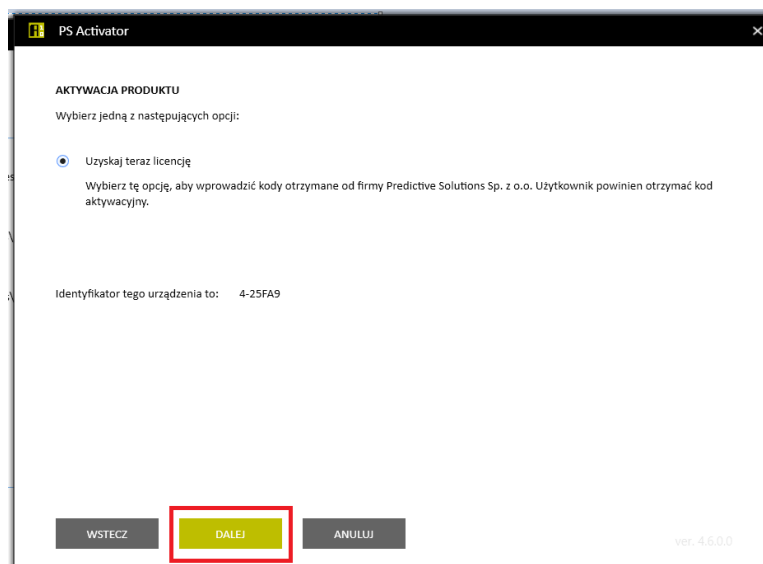 PS Activator
AKTYWACJA PRODUKTU
Wybierz jedną z następujących opcji:
Uzyskaj teraz licencję
Wybierz tę opcję, aby wprowadzić kody otrzymane od firmy Predictive Solutions Sp. z o.o. Użytkownik powinien otrzymać kod
aktywacyjny.
Identyfikator tego urządzenia to: 4-25FA9
WSTECZ DALEJ ANULUJ
ver. 4.6.0.0